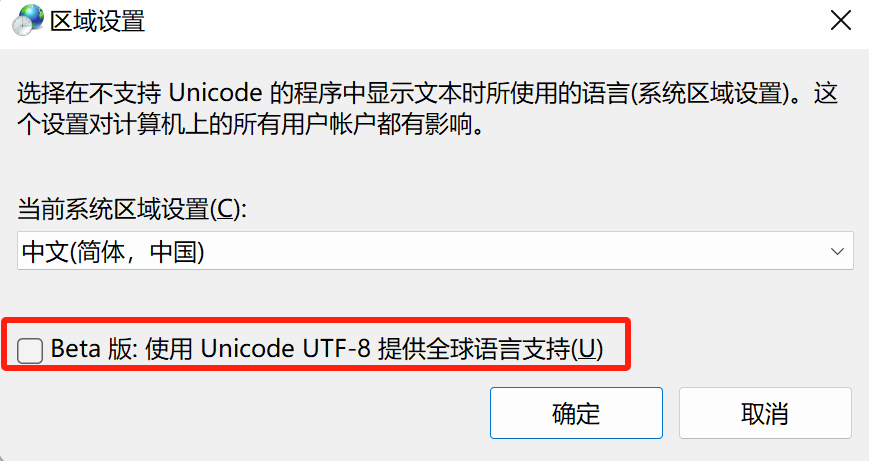 区域设置
选择在不支持 Unicode 的程序中显示文本时所使用的语言(系统区域设置)。这
个设置对计算机上的所有用户帐户都有影响。
当前系统区域设置(C):
中文(简体，中国)
Beta 版: 使用 Unicode UTF-8 提供全球语言支持(U)
确定 取消